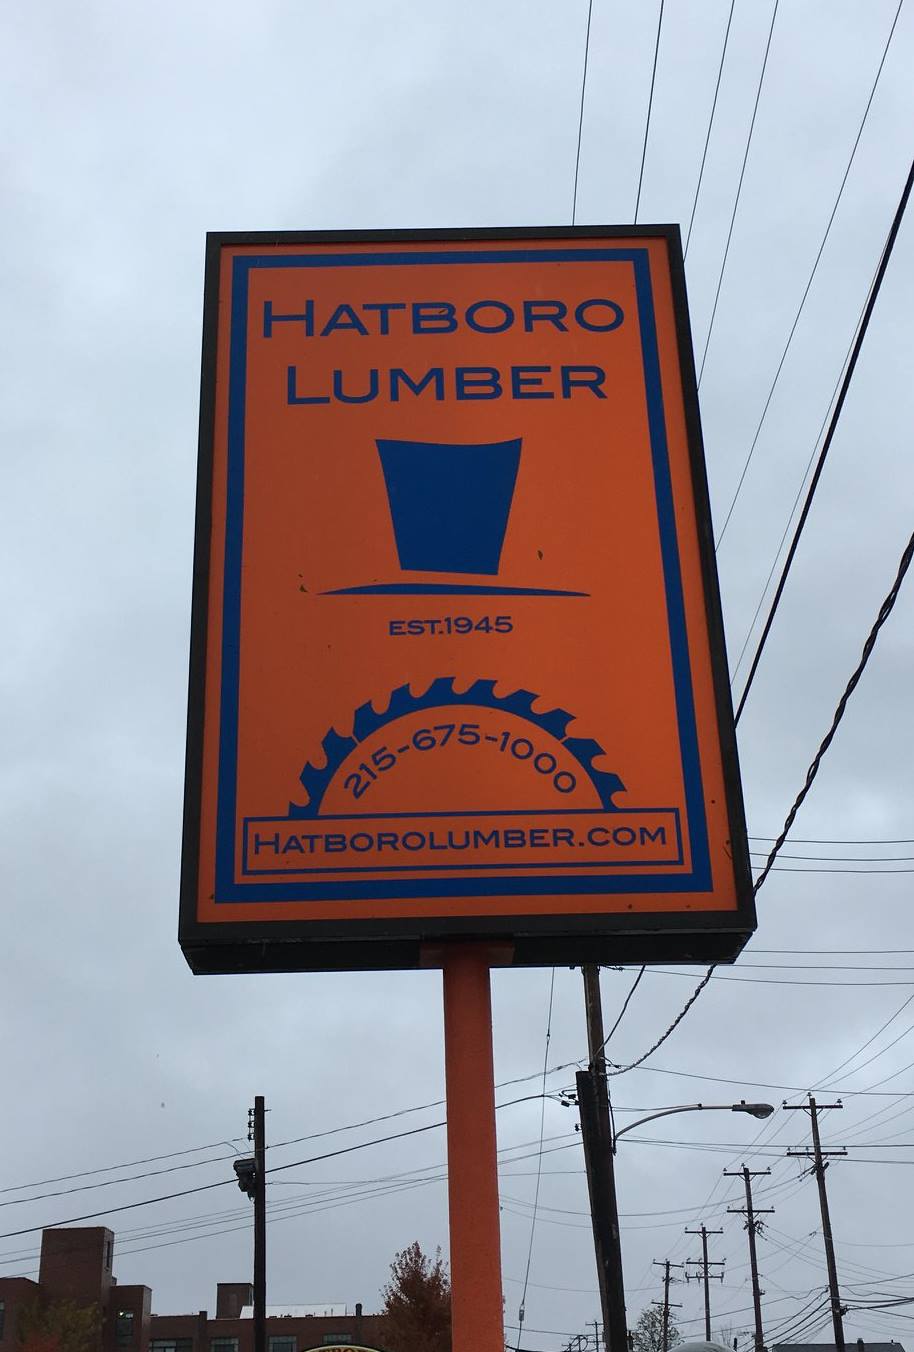 HATBORO
LUMBER
EST.1945
215-675-1000
HATBOROLUMBER.COM